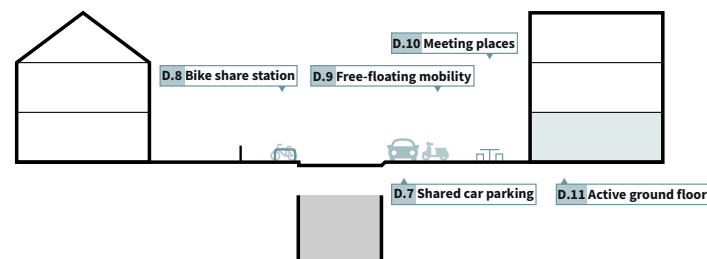 D.10 Meeting places
D.8 Bike share station
D.9 Free-floating mobility
D.7 Shared car parking
D.11 Active ground floor